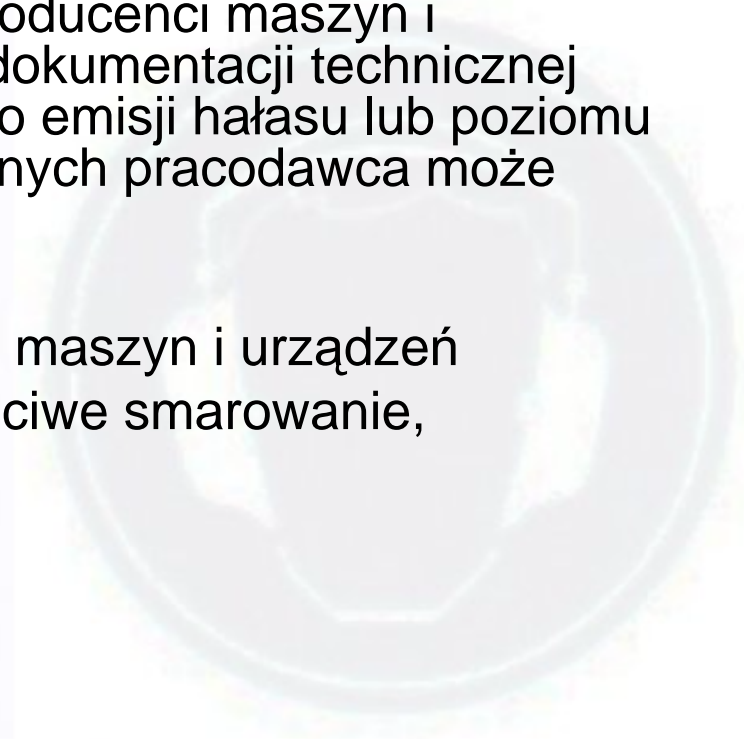 oducenci maszyn i
dokumentacji technicznej
o emisji hałasu lub poziomu
nych pracodawca może
maszyn i urządzeń
ciwe smarowanie,